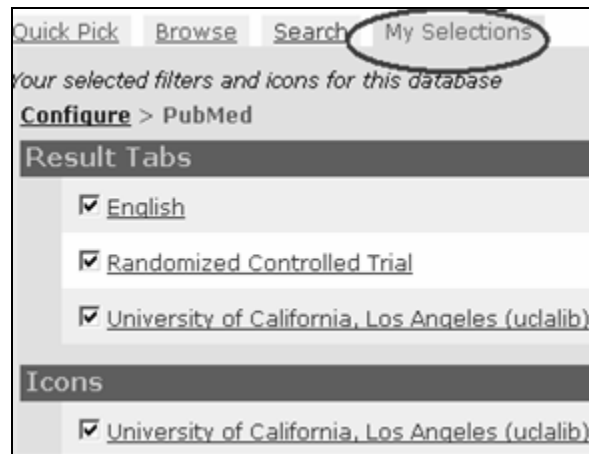 Quick Pick Browse Search My Selections
Your selected filters and icons for this database
Configure > PubMed
Result Tabs
English
Randomized Controlled Trial
University of California, Los Angeles (uclalib)
Icons
University of California, Los Angeles (uclalib)